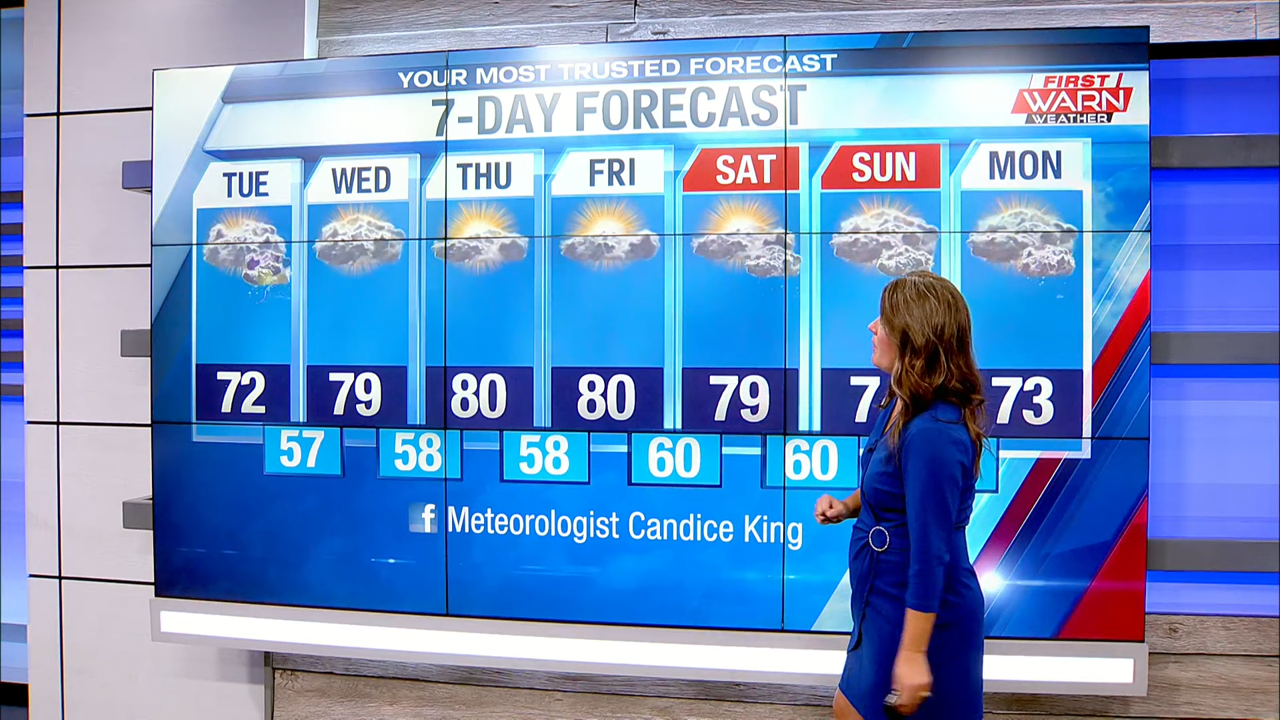 YOUR MOST TRUSTED FORECAST
7-DAY FORECAST
FIRST
WARN
WEATHER
TUE WED THU FRI SAT SUN MON
72 79 80 80 79 73
57 58 58 60 60
f Meteorologist Candice King